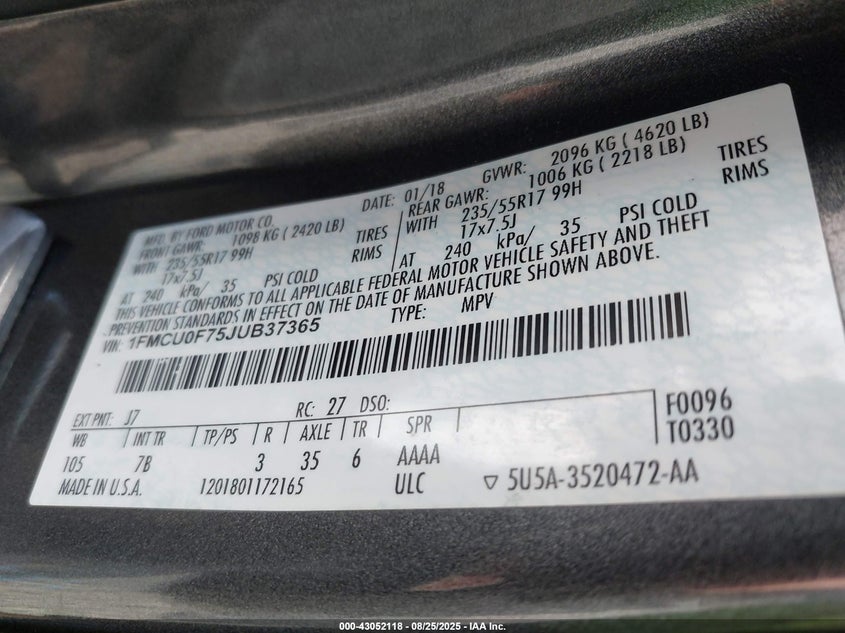 MFD. BY FORD MOTOR CO.
DATE: 01/18 GVWR: 2096 KG ( 4620 LB)
FRONT GAWR: 1098 KG ( 2420 LB) REAR GAWR: 1006 KG ( 2218 LB)
WITH 235/55R17 99H TIRES WITH 235/55R17 99H TIRES
17x7.5J RIMS 17x7.5J RIMS
AT 240 kPa/ 35 PSI COLD AT 240 kPa/ 35 PSI COLD
THIS VEHICLE CONFORMS TO ALL APPLICABLE FEDERAL MOTOR VEHICLE SAFETY AND THEFT
PREVENTION STANDARDS IN EFFECT ON THE DATE OF MANUFACTURE SHOWN ABOVE.
VIN: 1FMCU0F75JUB37365 TYPE: MPV
EXT PNT: J7 RC: 27 DSO: F0096
WB INT TR TP/PS R AXLE TR SPR T0330
105 7B 3 35 6 AAAA
MADE IN U.S.A. 1201801172165 ULC ▽ 5U5A-3520472-AA
000-43052118 - 08/25/2025 - IAA Inc.